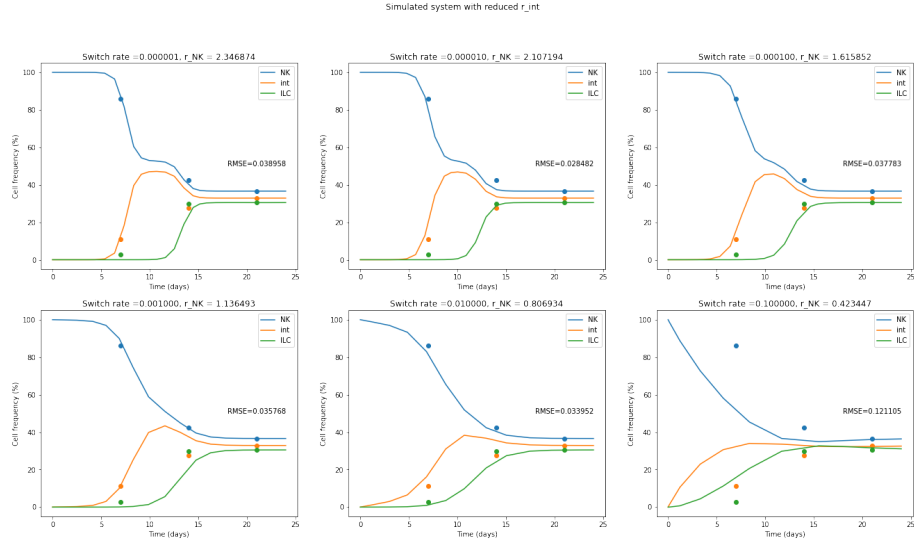 Simulated system with reduced r_int
Switch rate =0.000001, r_NK = 2.346874
Cell frequency (%)
100
80
60
40
20
0
NK
int
ILC
RMSE=0.038958
0 5 10 15 20 25
Time (days)
Switch rate =0.000010, r_NK = 2.107194
Cell frequency (%)
100
80
60
40
20
0
NK
int
ILC
RMSE=0.028482
0 5 10 15 20 25
Time (days)
Switch rate =0.000100, r_NK = 1.615852
Cell frequency (%)
100
80
60
40
20
0
NK
int
ILC
RMSE=0.037783
0 5 10 15 20 25
Time (days)
Switch rate =0.001000, r_NK = 1.136493
Cell frequency (%)
100
80
60
40
20
0
NK
int
ILC
RMSE=0.035768
0 5 10 15 20 25
Time (days)
Switch rate =0.010000, r_NK = 0.806934
Cell frequency (%)
100
80
60
40
20
0
NK
int
ILC
RMSE=0.033952
0 5 10 15 20 25
Time (days)
Switch rate =0.100000, r_NK = 0.423447
Cell frequency (%)
100
80
60
40
20
0
NK
int
ILC
RMSE=0.121105
0 5 10 15 20 25
Time (days)